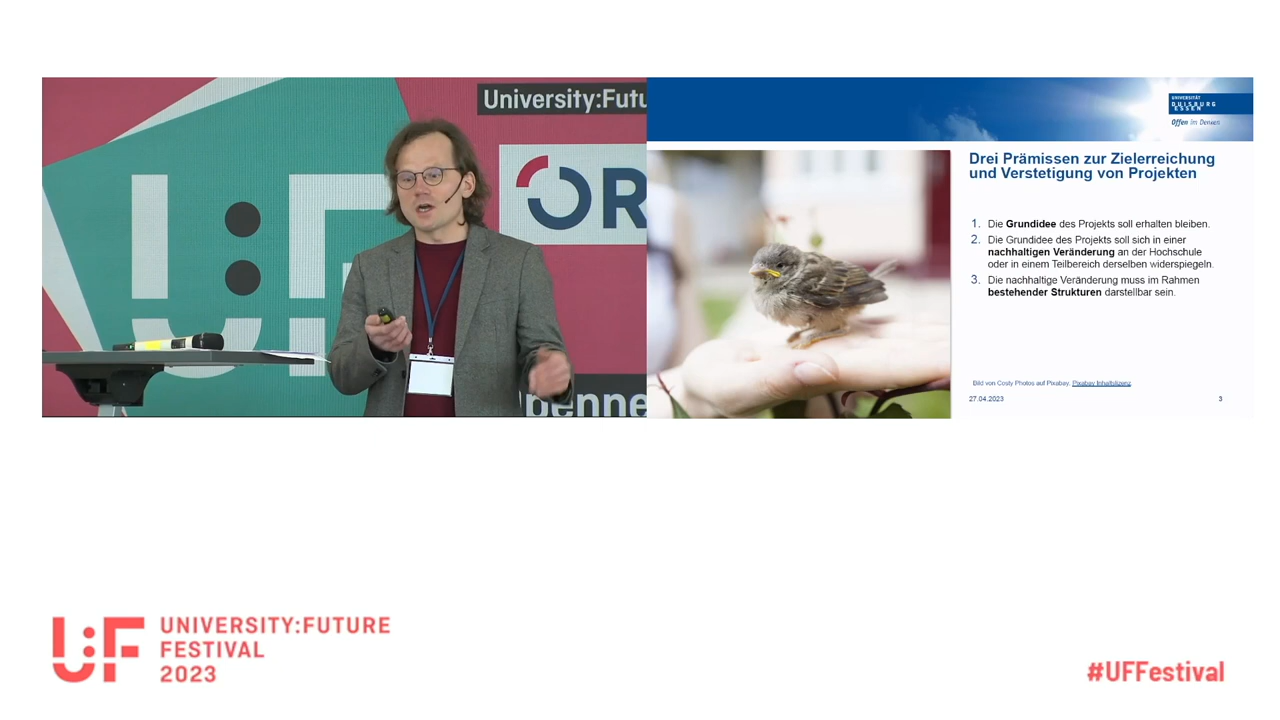 University:Futu
U:F
OR
penne
UNIVERSITÄT
DUISBURG
ESSEN
Offen im Denken
Drei Prämissen zur Zielerreichung
und Verstetigung von Projekten
1. Die Grundidee des Projekts soll erhalten bleiben.
2. Die Grundidee des Projekts soll sich in einer
nachhaltigen Veränderung an der Hochschule
oder in einem Teilbereich derselben widerspiegeln.
3. Die nachhaltige Veränderung muss im Rahmen
bestehender Strukturen darstellbar sein.
Bild von Costy Photos auf Pixabay, Pixabay Inhaltslizenz
27.04.2023
3
U:F
UNIVERSITY:FUTURE
FESTIVAL
2023
#UFFestival